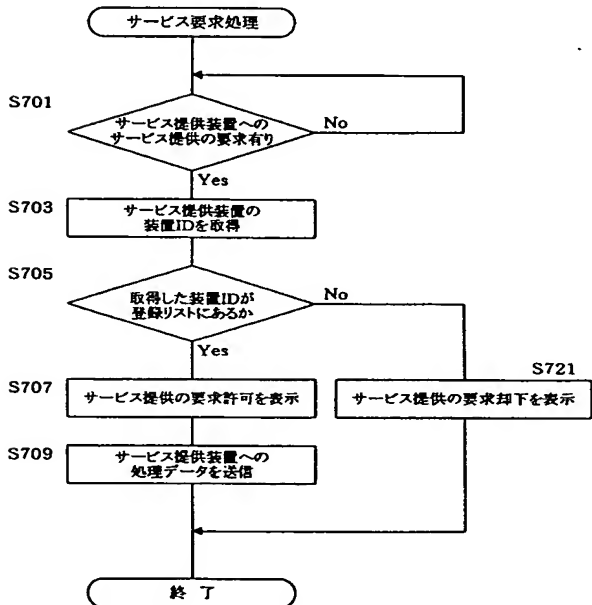 サービス要求処理
S701
サービス提供装置への
サービス提供の要求有り
No
Yes
S703
サービス提供装置の
装置IDを取得
S705
取得した装置IDが
登録リストにあるか
No
Yes
S707
サービス提供の要求許可を表示
S721
サービス提供の要求却下を表示
S709
サービス提供装置への
処理データを送信
終 了